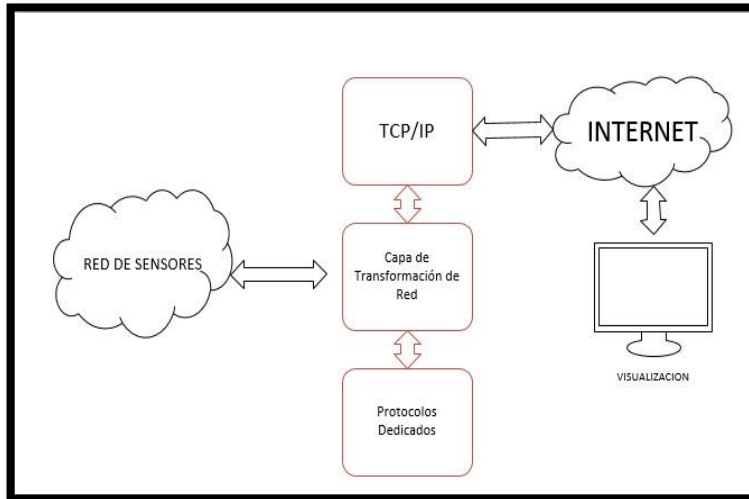 TCP/IP
INTERNET
RED DE SENSORES
Capa de
Transformación de
Red
VISUALIZACION
Protocolos
Dedicados